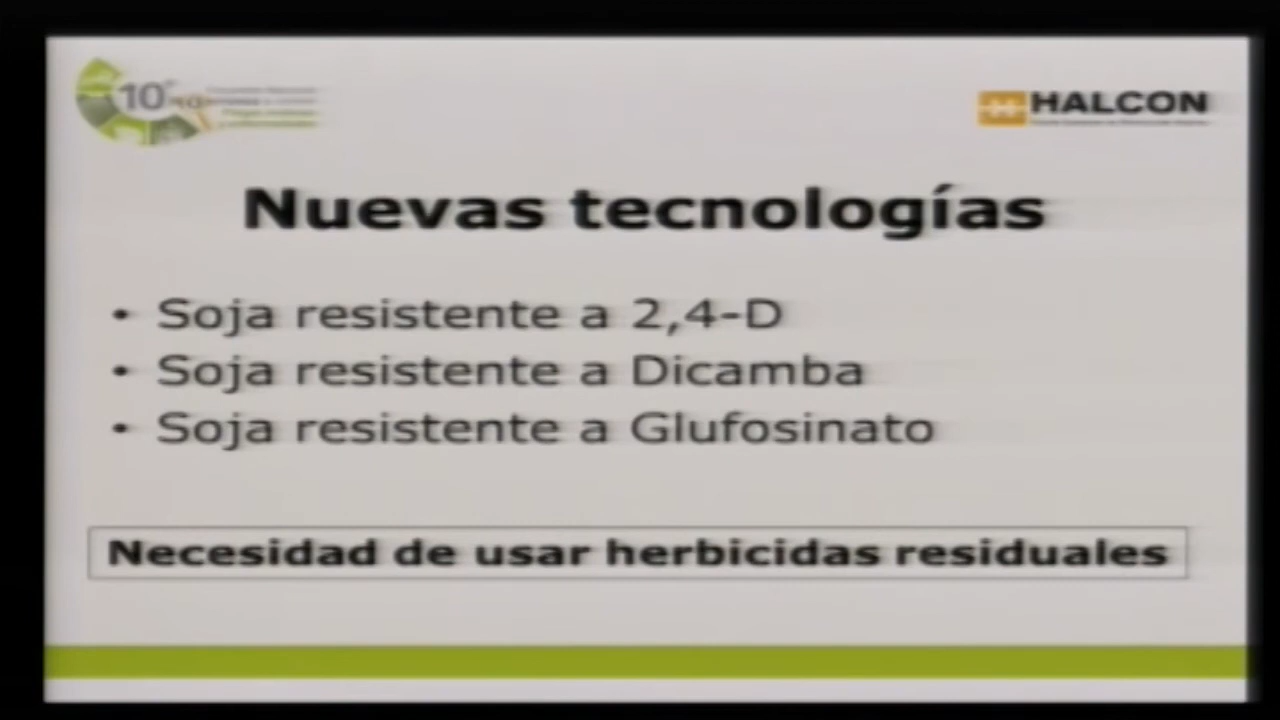 10°
HALCON
Nuevas tecnologías
• Soja resistente a 2,4-D
• Soja resistente a Dicamba
• Soja resistente a Glufosinato
Necesidad de usar herbicidas residuales